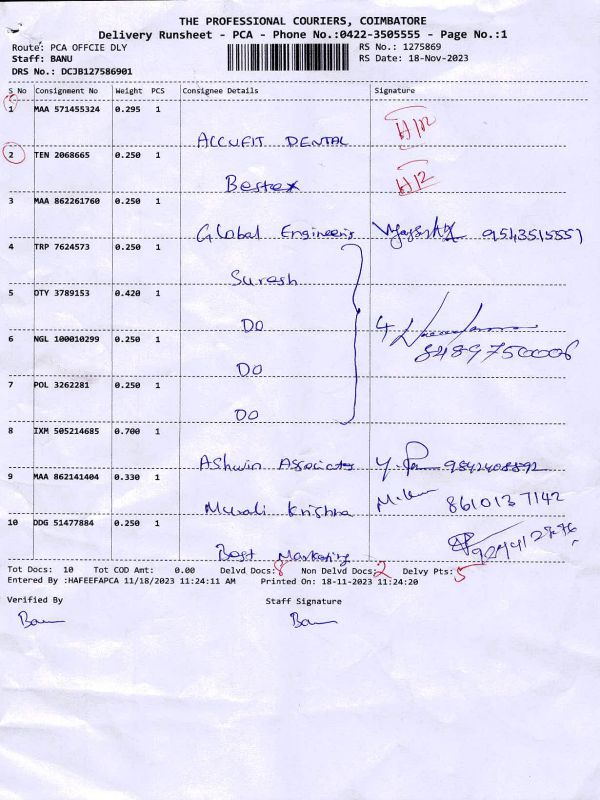 THE PROFESSIONAL COURIERS, COIMBATORE
Delivery Runsheet - PCA - Phone No.:0422-3505555 - Page No.:1
Route: PCA OFFCIE DLY RS No.: 1275869
Staff: BANU RS Date: 18-Nov-2023
DRS No.: DCJB127586901
S No Consignment No Weight PCS Consignee Details Signature
1 MAA 571455324 0.295 1
ACCUFIT DENTAL
2 TEN 2068665 0.250 1
Bestex
3 MAA 862261760 0.250 1
Global Engineering 9543515551
4 TRP 7624573 0.250 1
Suresh
5 DTY 3789153 0.420 1
DO 4
6 NGL 100010299 0.250 1 8489750006
DO
7 POL 3262281 0.250 1
DO
8 IXM 505214685 0.700 1
Ashwin Associates 9842408892
9 MAA 862141404 0.330 1
Murali Krishna 8610137142
10 DDG 51477884 0.250 1
Best Marketing
Tot Docs: 10 Tot COD Amt: 0.00 Delvd Docs:8 Non Delvd Docs:2 Delvy Pts:5
Entered By :HAFEEFAPCA 11/18/2023 11:24:11 AM Printed On: 18-11-2023 11:24:20
Verified By Staff Signature